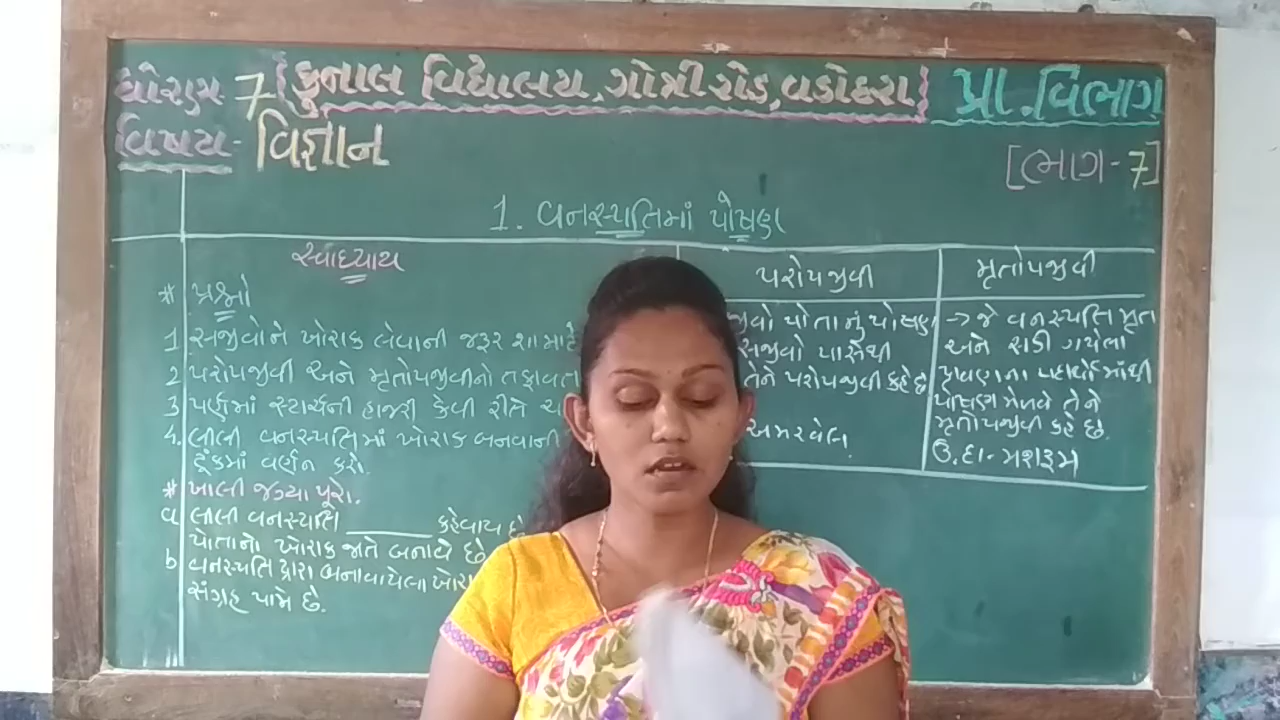 ધોરણ 7 { કુનાલ વિદ્યાલય, ગોત્રી રોડ, વડોદરા } પ્રા. વિભાગ
વિષય - વિજ્ઞાન
[ભાગ - 7]
1. વનસ્પતિમાં પોષણ
સ્વાધ્યાય
# પ્રશ્નો
1 સજીવોને ખોરાક લેવાની જરૂર શા માટે
2 પરોપજીવી અને મૃતોપજીવીનો તફાવત
3 પર્ણમાં સ્ટાર્ચની હાજરી કેવી રીતે ચ
4. લીલી વનસ્પતિમાં ખોરાક બનવાની
ટૂંકમાં વર્ણન કરો.
# ખાલી જગ્યા પૂરો.
a લીલી વનસ્પતિ ______ કહેવાય છે
પોતાનો ખોરાક જાતે બનાવે છે
b વનસ્પતિ દ્વારા બનાવાયેલા ખોરા
સંગ્રહ પામે છે.
પરોપજીવી
જીવો પોતાનું પોષણ
સજીવો પાસેથી
તેને પરોપજીવી કહે છે
અમરવેલ.
મૃતોપજીવી
→ જે વનસ્પતિ મૃત
અને સડી ગયેલા
દ્રાવણના પદાર્થોમાંથી
પોષણ મેળવે તેને
મૃતોપજીવી કહે છે.
ઉ.દા.- મશરૂમ